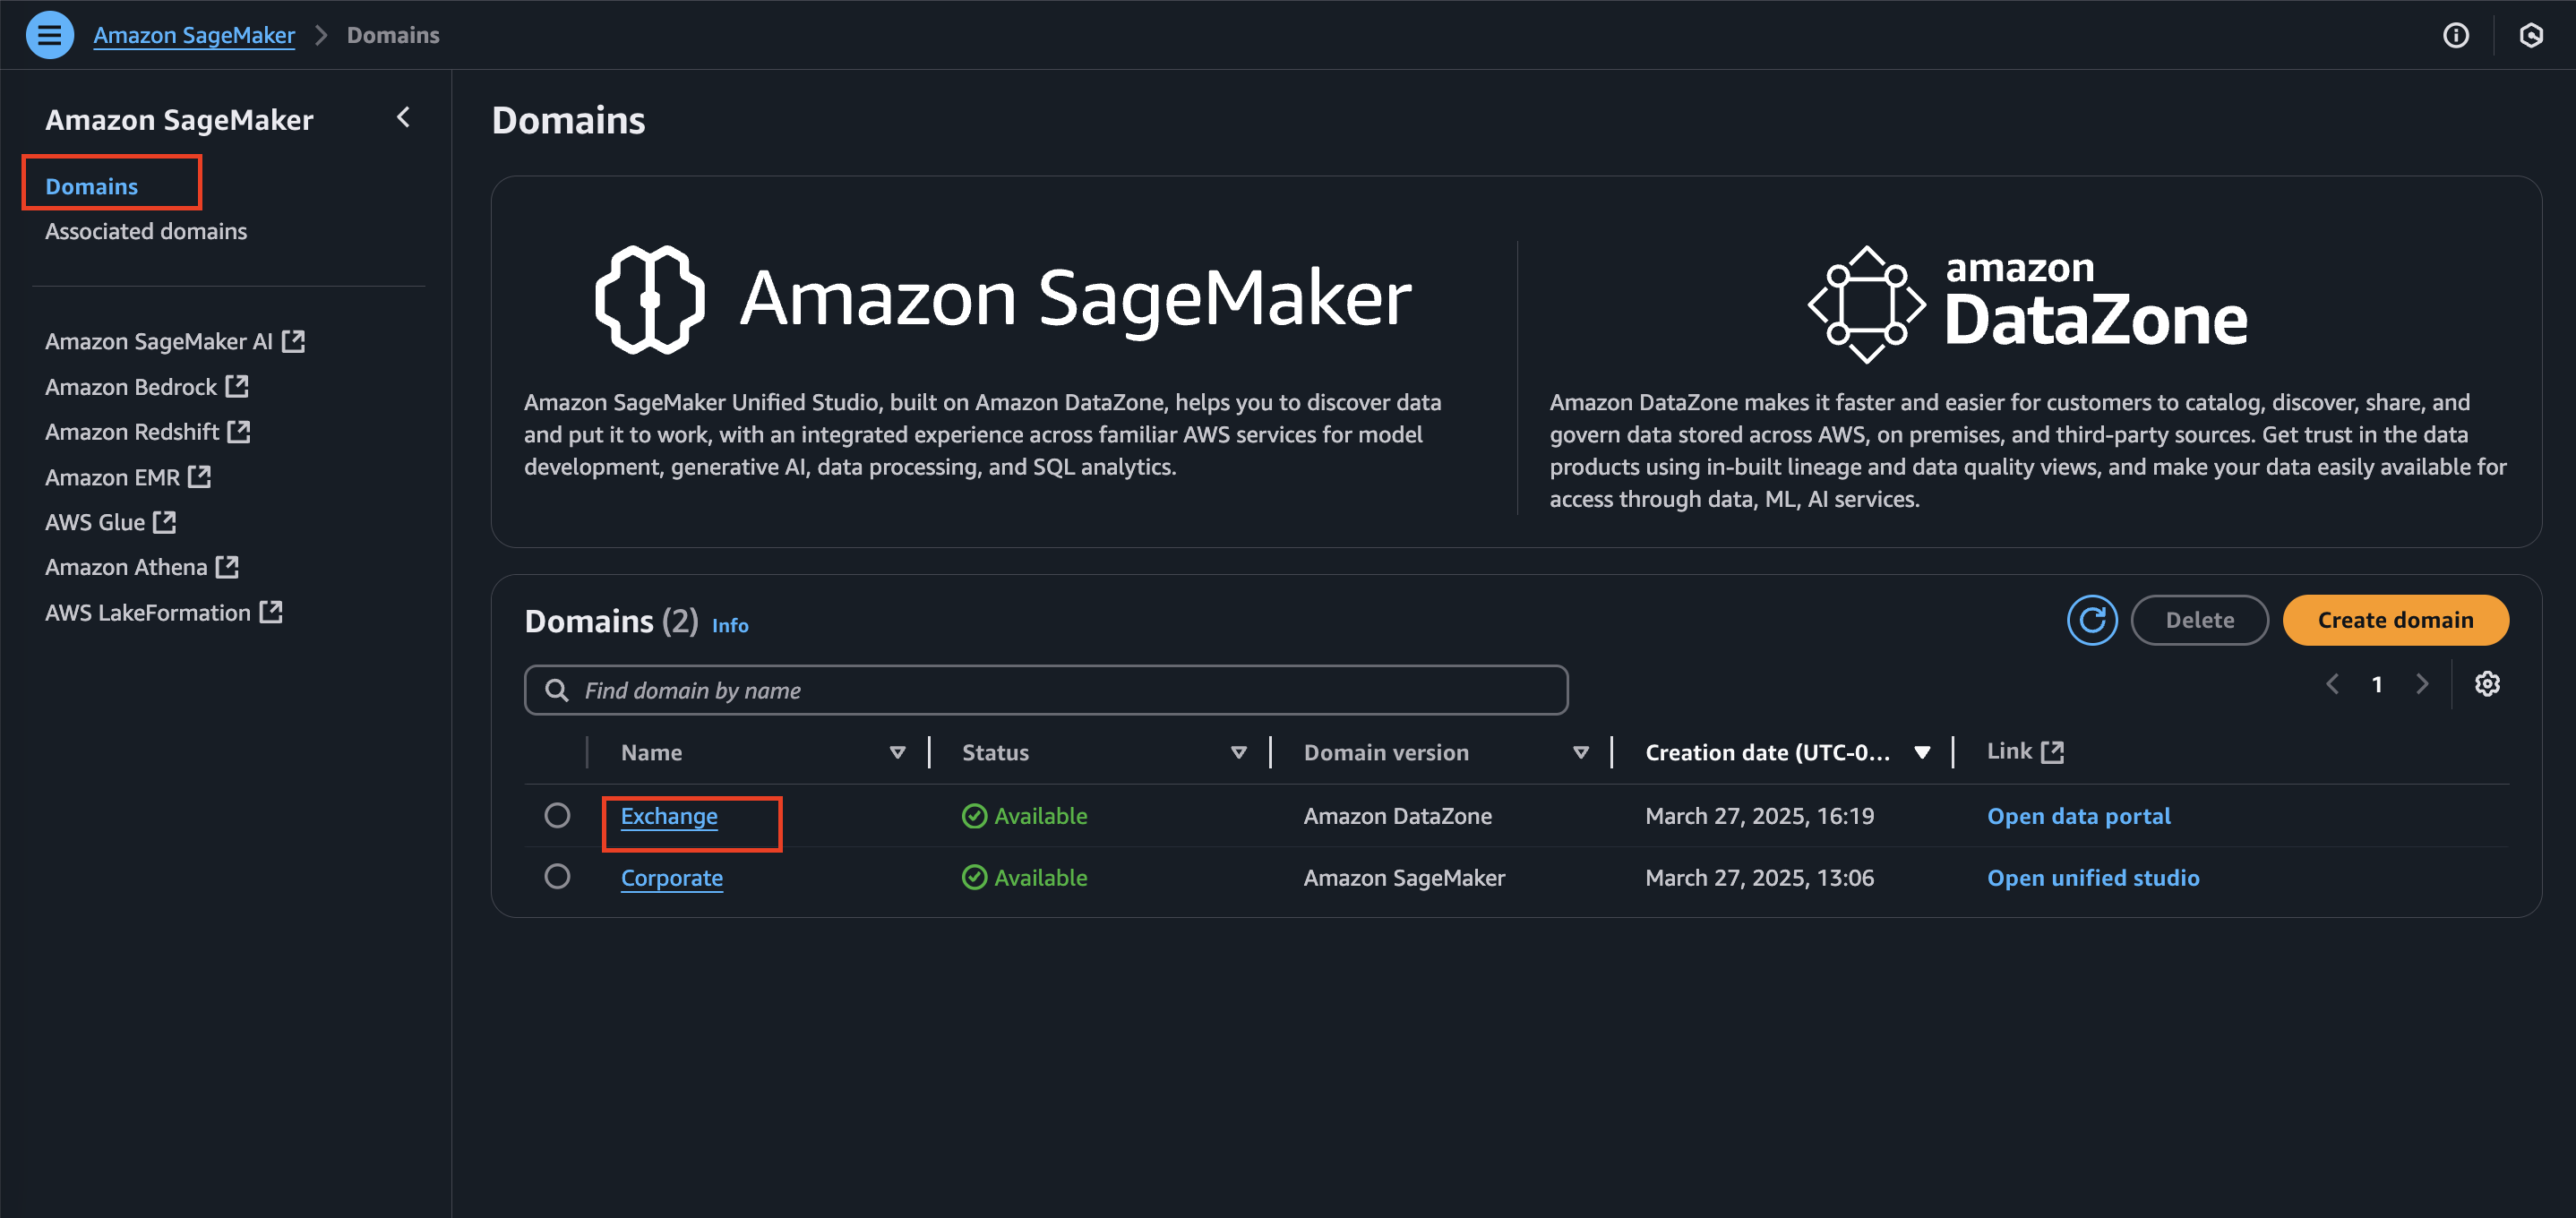 Amazon SageMaker > Domains
Amazon SageMaker
Domains
Associated domains
Amazon SageMaker AI
Amazon Bedrock
Amazon Redshift
Amazon EMR
AWS Glue
Amazon Athena
AWS LakeFormation
Domains
Amazon SageMaker
Amazon SageMaker Unified Studio, built on Amazon DataZone, helps you to discover data
and put it to work, with an integrated experience across familiar AWS services for model
development, generative AI, data processing, and SQL analytics.
amazon
DataZone
Amazon DataZone makes it faster and easier for customers to catalog, discover, share, and
govern data stored across AWS, on premises, and third-party sources. Get trust in the data
products using in-built lineage and data quality views, and make your data easily available for
access through data, ML, AI services.
Domains (2) Info
Delete
Create domain
Find domain by name
1
Name Status Domain version Creation date (UTC-0... Link
Exchange Available Amazon DataZone March 27, 2025, 16:19 Open data portal
Corporate Available Amazon SageMaker March 27, 2025, 13:06 Open unified studio